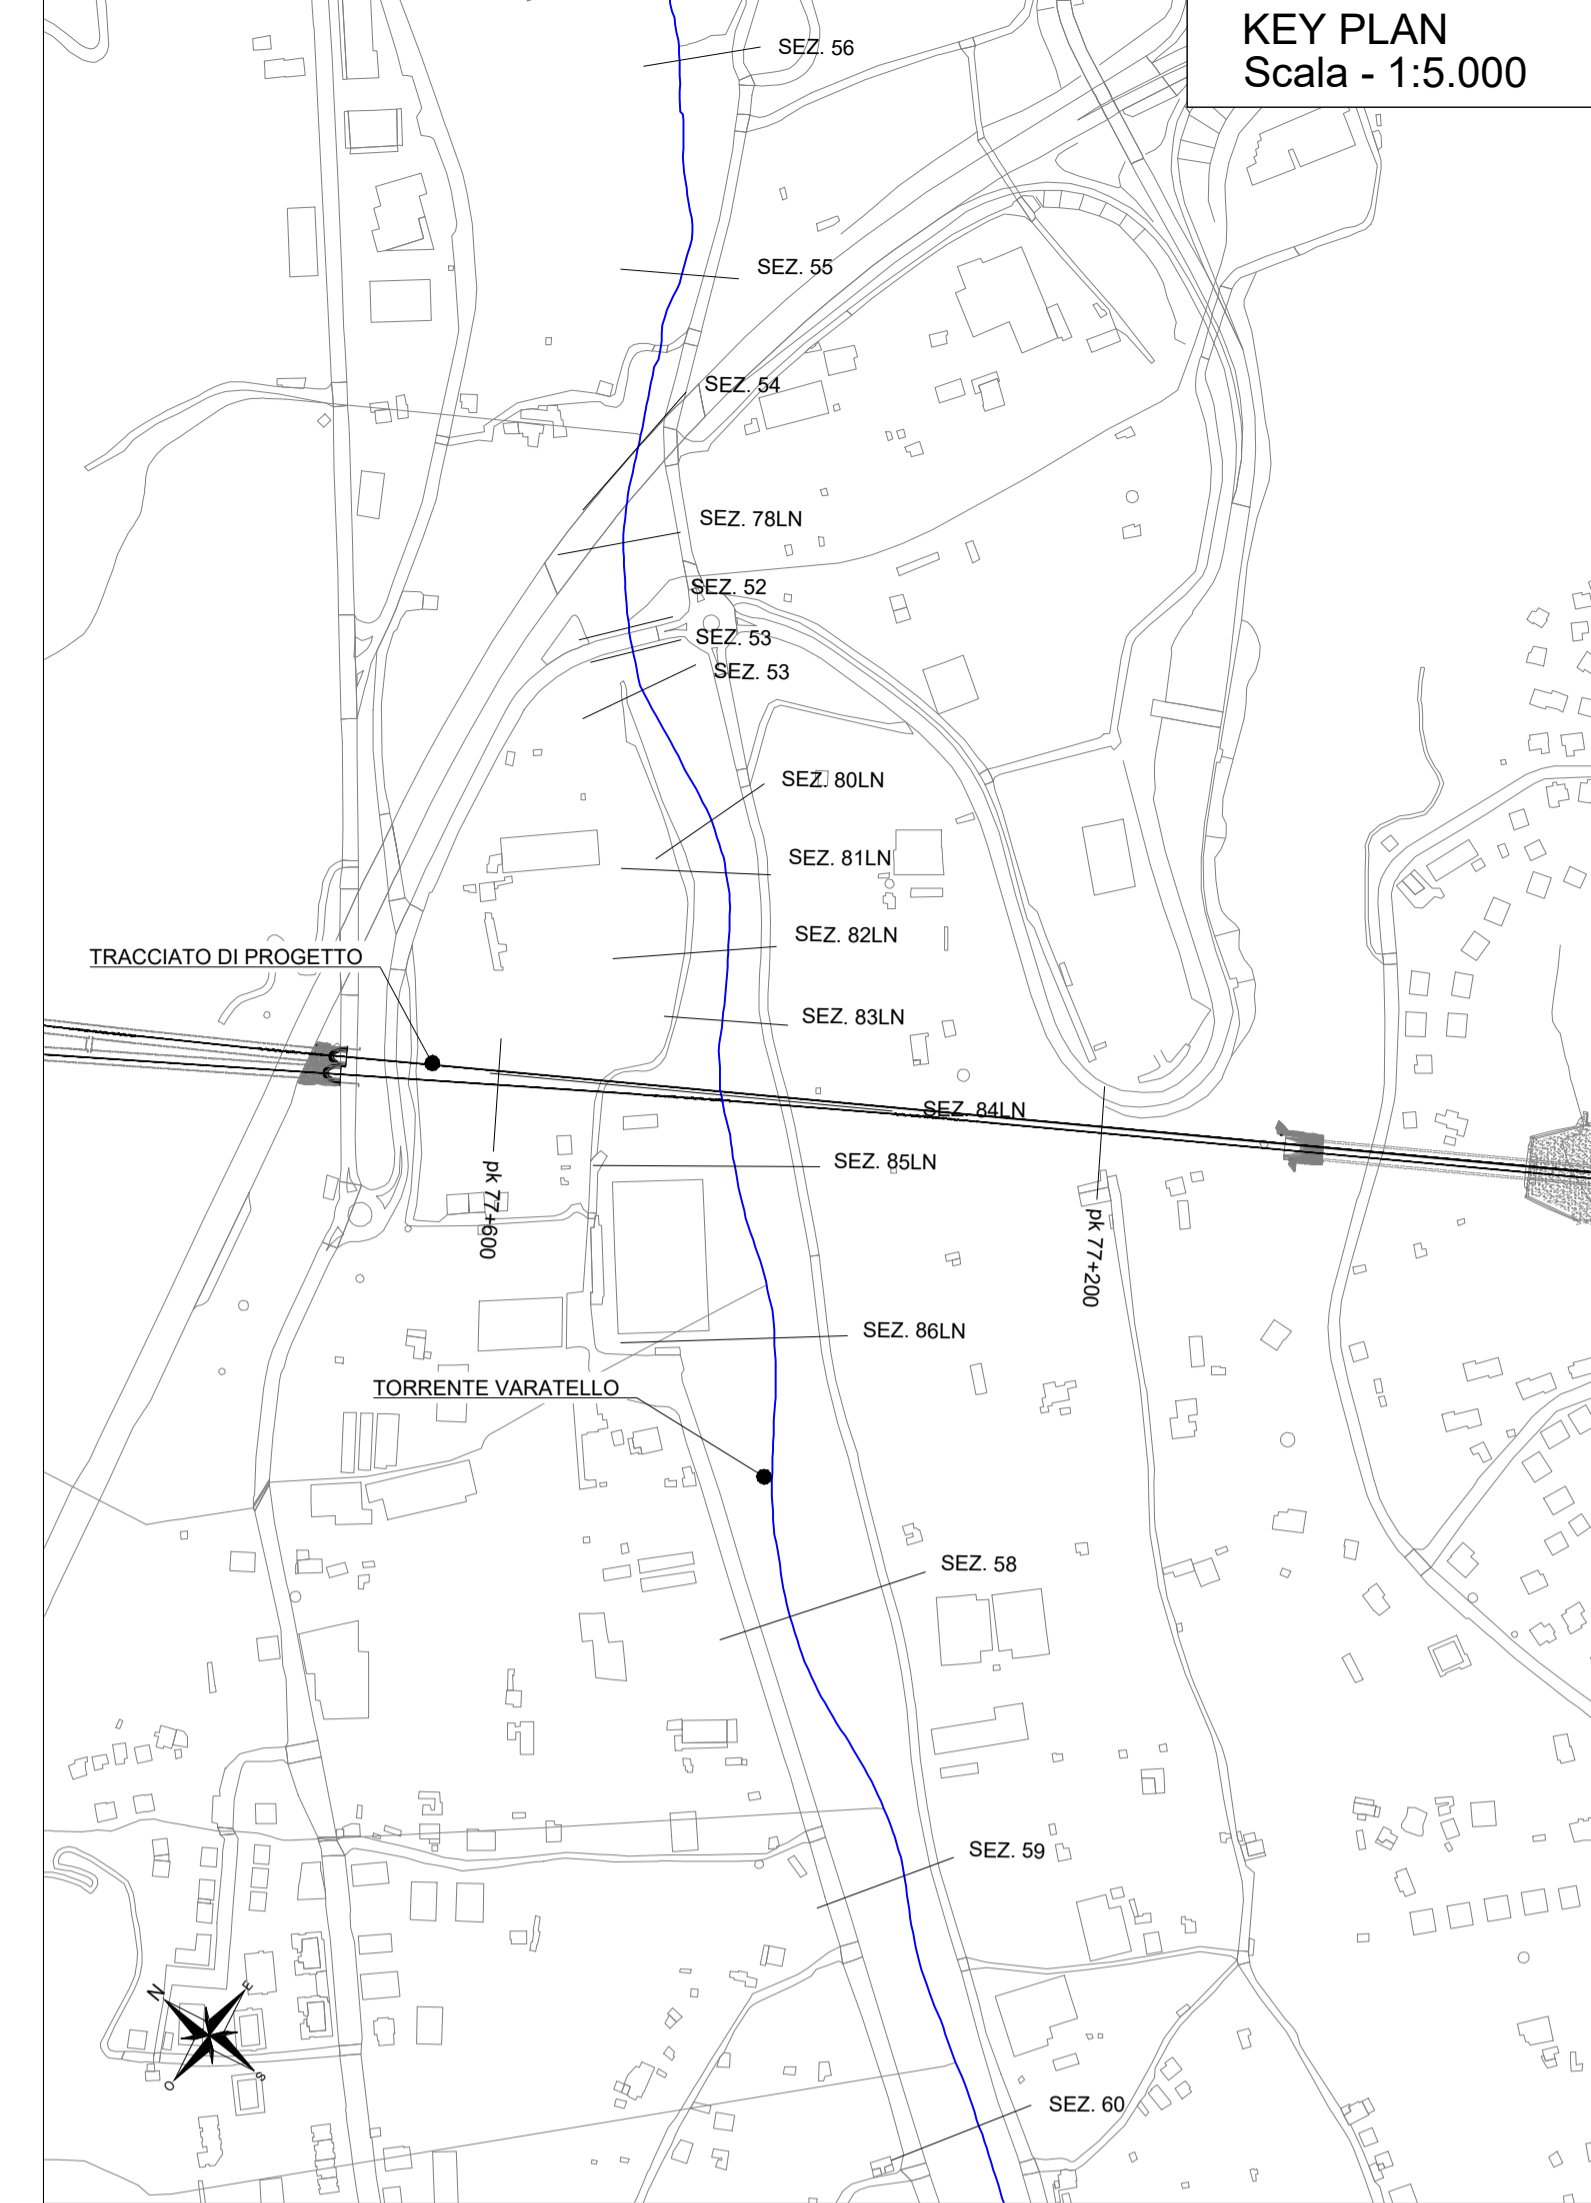 KEY PLAN
Scala - 1:5.000
SEZ. 56
SEZ. 55
SEZ. 54
SEZ. 78LN
SEZ. 52
SEZ. 53
SEZ. 53
SEZ. 80LN
SEZ. 81LN
SEZ. 82LN
TRACCIATO DI PROGETTO
SEZ. 83LN
SEZ. 84LN
SEZ. 85LN
pk 77+600
pk 77+200
SEZ. 86LN
TORRENTE VARATELLO
SEZ. 58
SEZ. 59
N
E
O
S
SEZ. 60